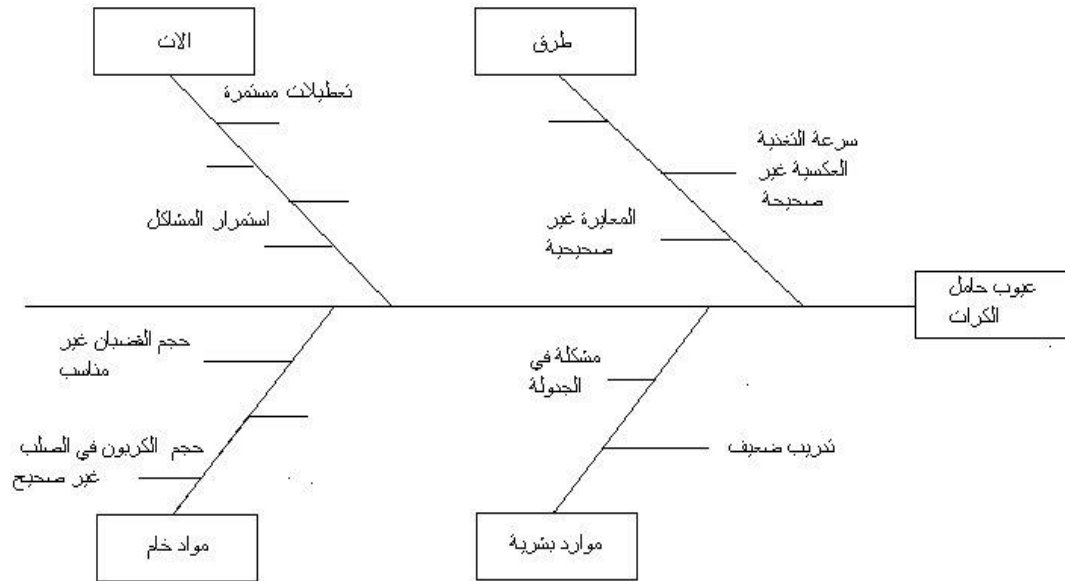 طرق
الات
تعطيلات مستمرة
سرعة التغذية
العكسية غير
صحيحة
استمرار المشاكل
المعايرة غير
صحيحية
عيوب حامل
الكرات
حجم القضبان غير
مناسب
مشكلة في
الجدولة
حجم الكربون في الصلب
غير صحيح
تدريب ضعيف
موارد بشرية
مواد خام